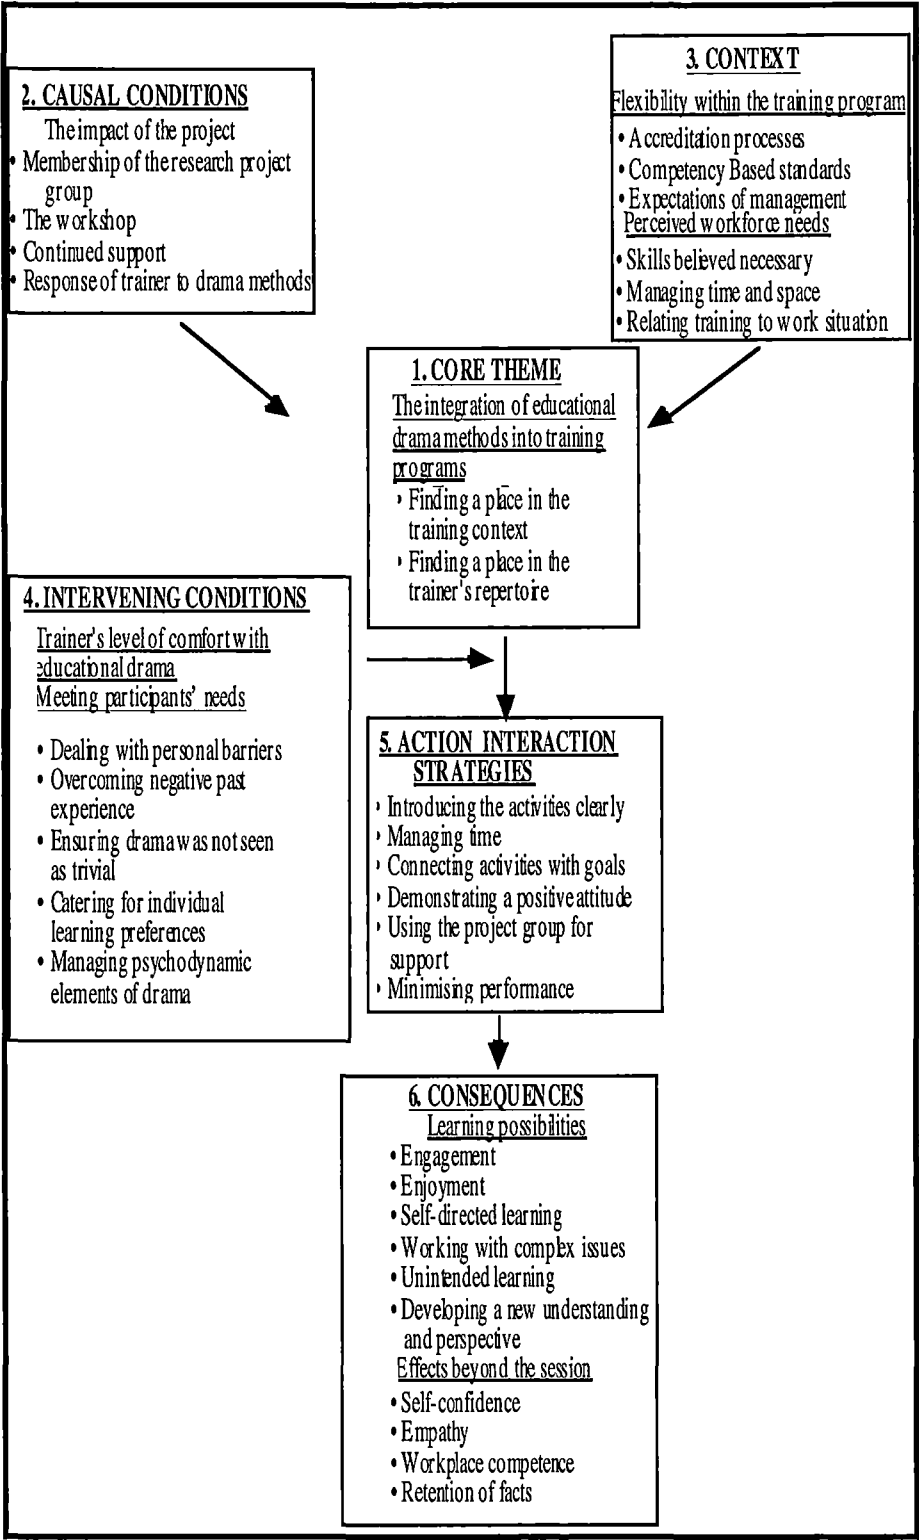 2. CAUSAL CONDITIONS
The impact of the project
• Membership of the research project
group
• The workshop
• Continued support
• Response of trainer to drama methods
3. CONTEXT
Flexibility within the training program
• Accreditation processes
• Competency Based standards
• Expectations of management
Perceived workforce needs
• Skills believed necessary
• Managing time and space
• Relating training to work situation
1. CORE THEME
The integration of educational
drama methods into training
programs
• Finding a place in the
training context
• Finding a place in the
trainer's repertoire
4. INTERVENING CONDITIONS
Trainer's level of comfort with
educational drama
Meeting participants' needs
• Dealing with personal barriers
• Overcoming negative past
experience
• Ensuring drama was not seen
as trivial
• Catering for individual
learning preferences
• Managing psychodynamic
elements of drama
5. ACTION INTERACTION
STRATEGIES
• Introducing the activities clearly
• Managing time
• Connecting activities with goals
• Demonstrating a positive attitude
• Using the project group for
support
• Minimising performance
6. CONSEQUENCES
Learning possibilities
• Engagement
• Enjoyment
• Self-directed learning
• Working with complex issues
• Unintended learning
• Developing a new understanding
and perspective
Effects beyond the session
• Self-confidence
• Empathy
• Workplace competence
• Retention of facts